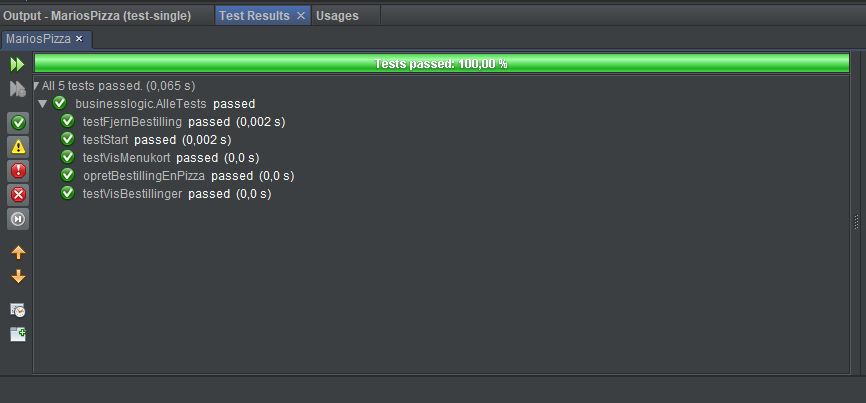 Output - MariosPizza (test-single) Test Results × Usages
MariosPizza ×
Tests passed: 100,00 %
All 5 tests passed. (0,065 s)
businesslogic.AlleTests passed
testFjernBestilling passed (0,002 s)
testStart passed (0,002 s)
testVisMenukort passed (0,0 s)
opretBestillingEnPizza passed (0,0 s)
testVisBestillinger passed (0,0 s)